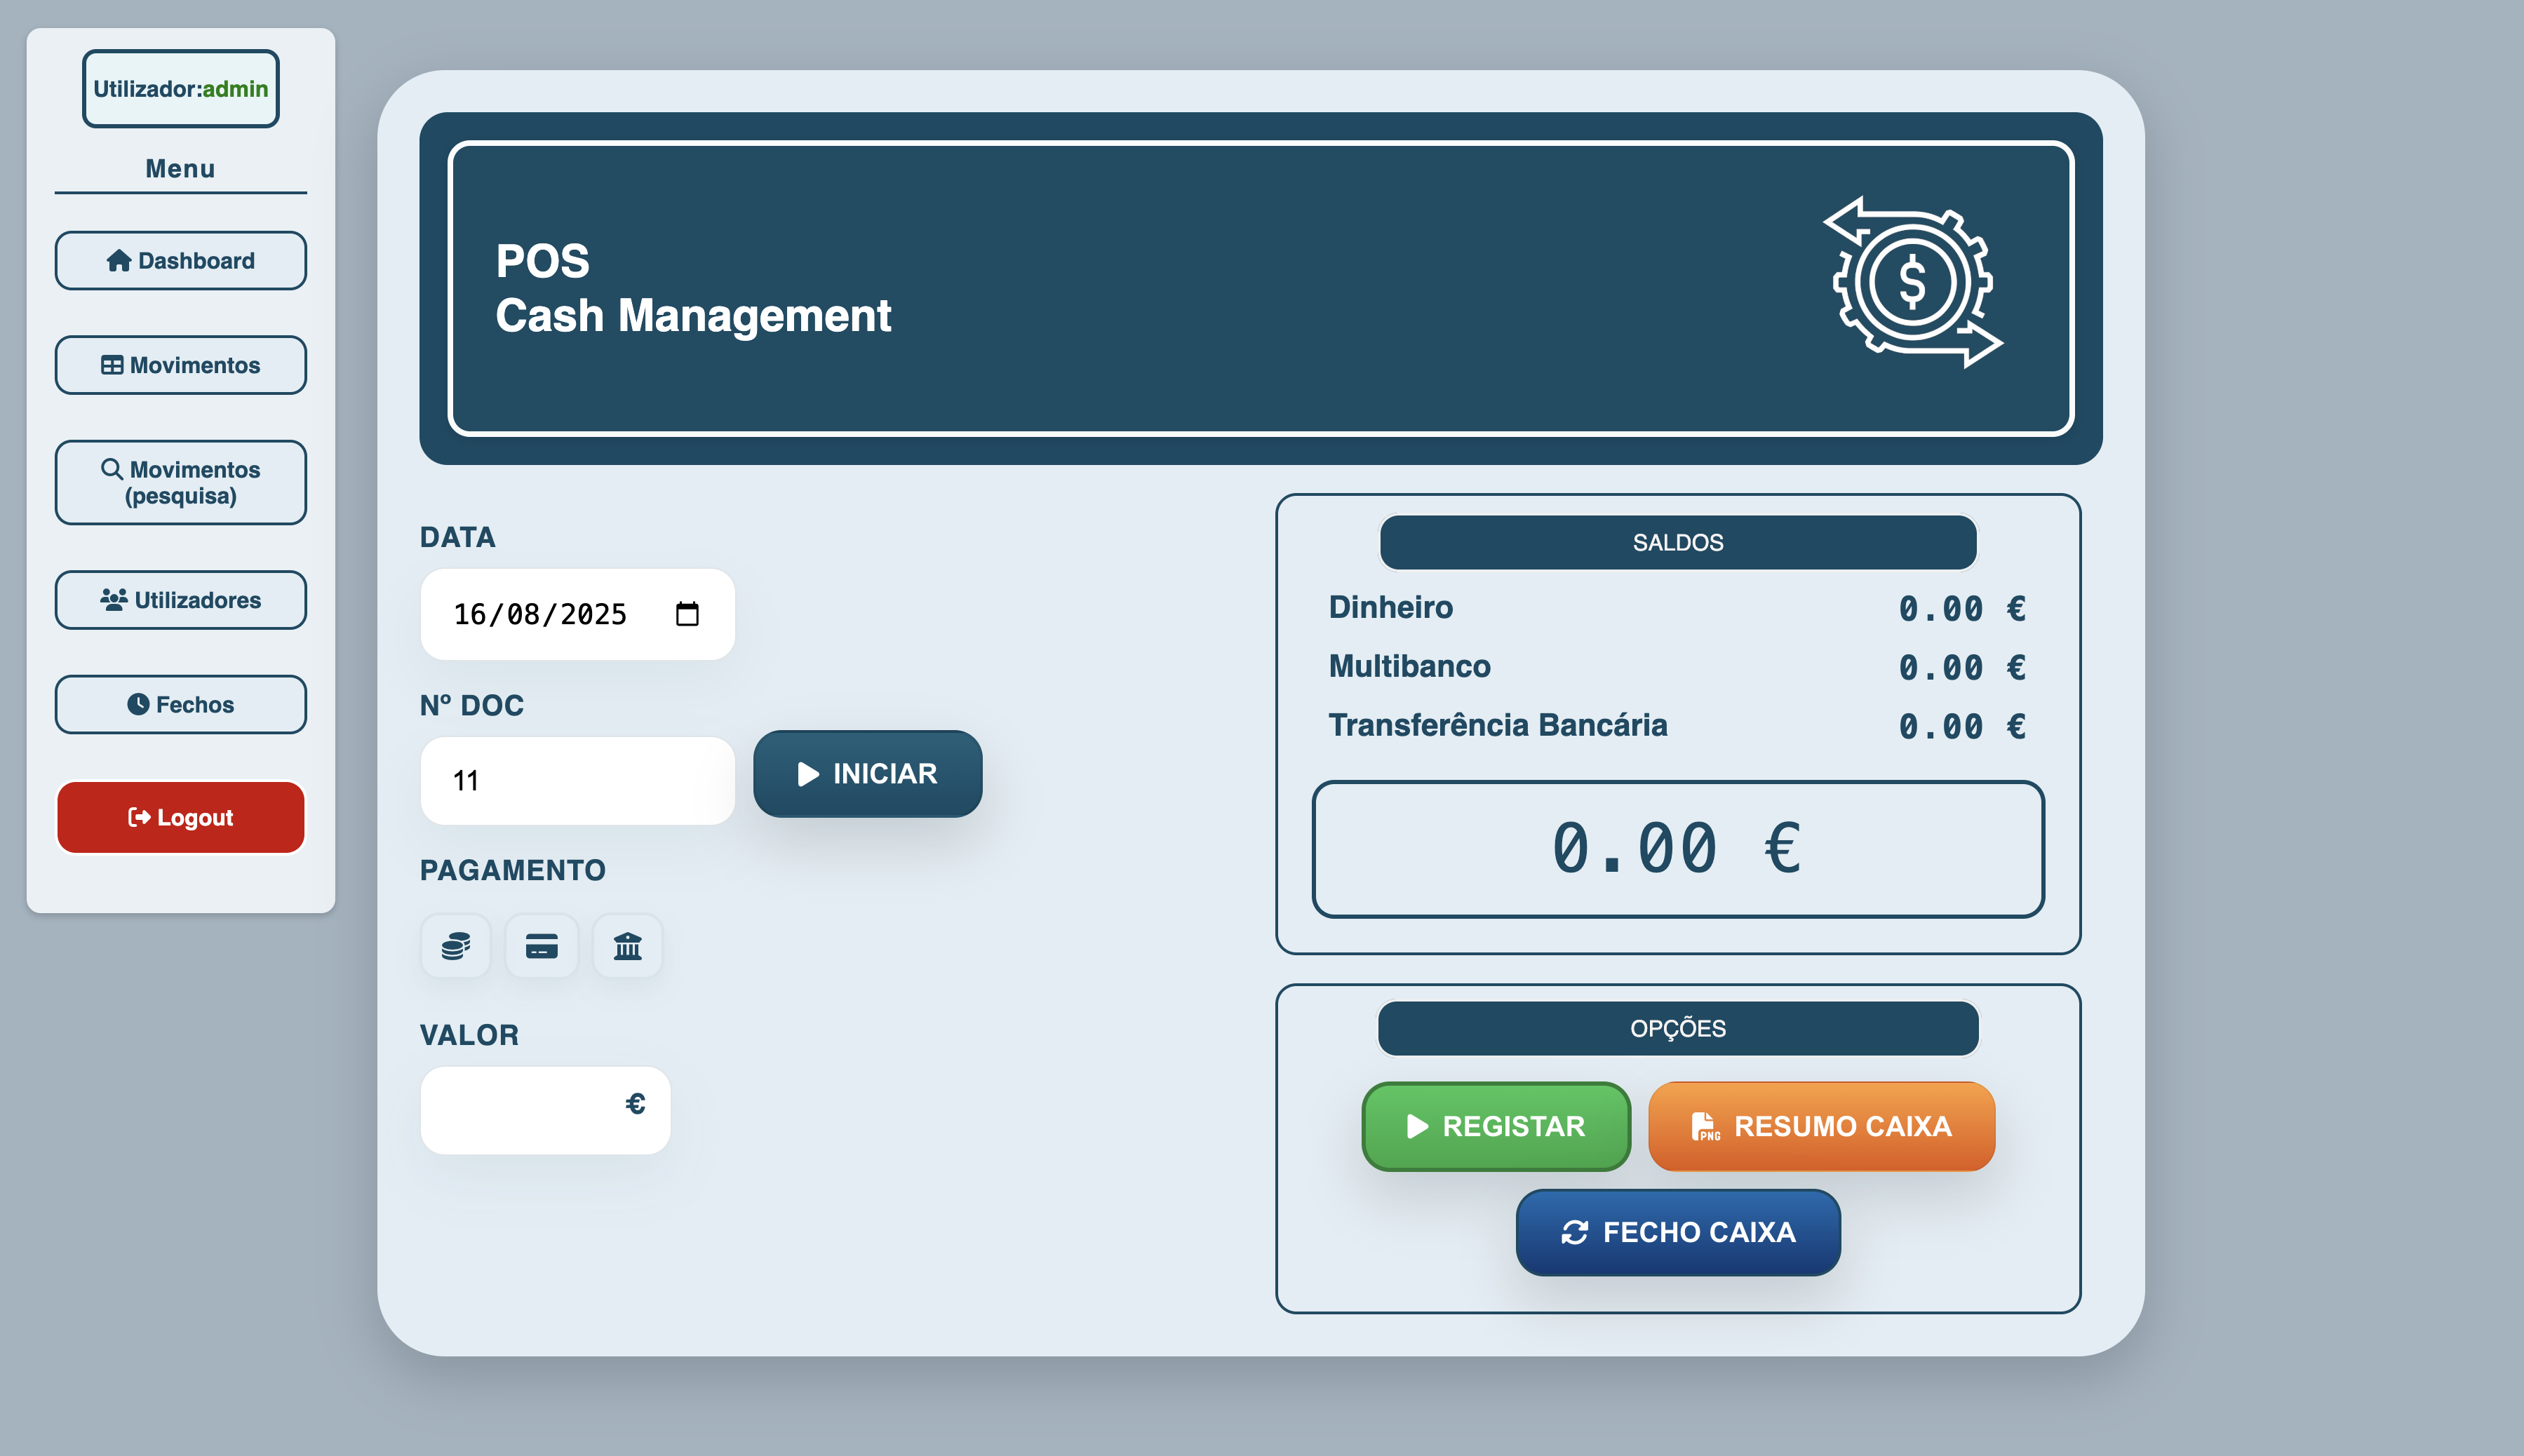 Utilizador:admin
Menu
Dashboard
Movimentos
Movimentos
(pesquisa)
Utilizadores
Fechos
Logout
POS
Cash Management
$
DATA
16/08/2025
Nº DOC
11
INICIAR
PAGAMENTO
VALOR
€
SALDOS
Dinheiro 0.00 €
Multibanco 0.00 €
Transferência Bancária 0.00 €
0.00 €
OPÇÕES
REGISTAR
PNG RESUMO CAIXA
FECHO CAIXA